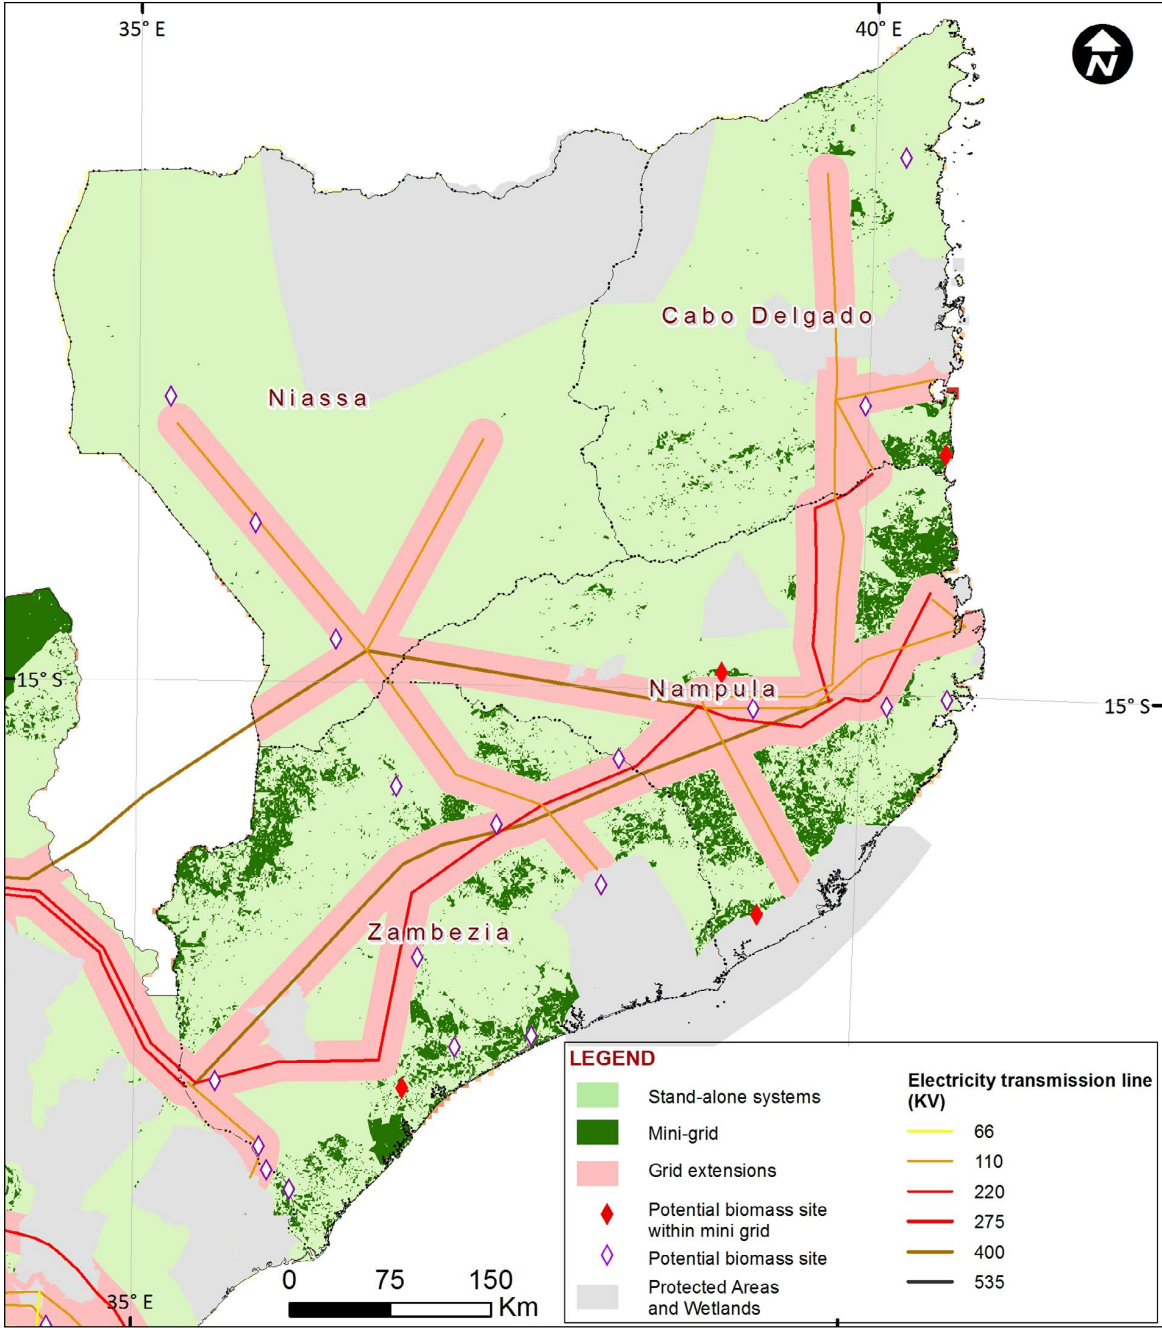 35° E
40° E
N
Cabo Delgado
Niassa
15° S
Nampula
15° S
Zambezia
LEGEND
Stand-alone systems
Mini-grid
Grid extensions
Potential biomass site
within mini grid
Potential biomass site
Protected Areas
and Wetlands
Electricity transmission line
(KV)
66
110
220
275
400
535
0 75 150
Km
35° E